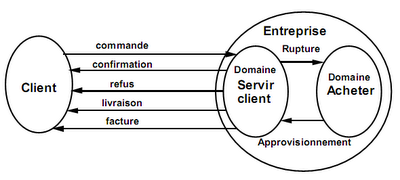 Entreprise
commande
Rupture
confirmation
Domaine
Servir
client
Domaine
Acheter
Client
refus
livraison
facture
Approvisionnement